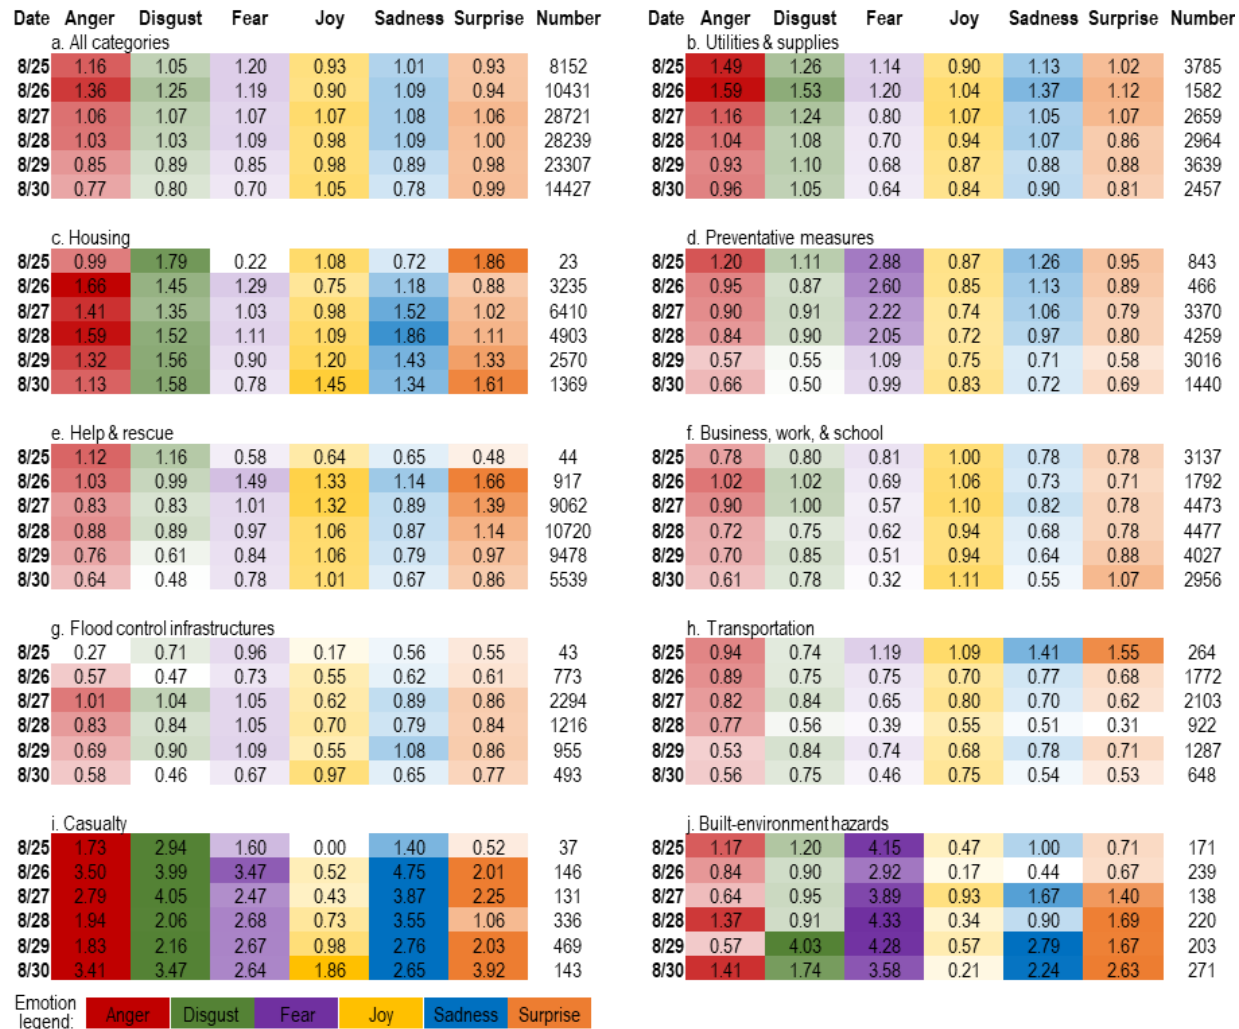 Date Anger Disgust Fear Joy Sadness Surprise Number
a. All categories
8/25 1.16 1.05 1.20 0.93 1.01 0.93 8152
8/26 1.36 1.25 1.19 0.90 1.09 0.94 10431
8/27 1.06 1.07 1.07 1.07 1.08 1.06 28721
8/28 1.03 1.03 1.09 0.98 1.09 1.00 28239
8/29 0.85 0.89 0.85 0.98 0.89 0.98 23307
8/30 0.77 0.80 0.70 1.05 0.78 0.99 14427
Date Anger Disgust Fear Joy Sadness Surprise Number
b. Utilities & supplies
8/25 1.49 1.26 1.14 0.90 1.13 1.02 3785
8/26 1.59 1.53 1.20 1.04 1.37 1.12 1582
8/27 1.16 1.24 0.80 1.07 1.05 1.07 2659
8/28 1.04 1.08 0.70 0.94 1.07 0.86 2964
8/29 0.93 1.10 0.68 0.87 0.88 0.88 3639
8/30 0.96 1.05 0.64 0.84 0.90 0.81 2457
c. Housing
8/25 0.99 1.79 0.22 1.08 0.72 1.86 23
8/26 1.66 1.45 1.29 0.75 1.18 0.88 3235
8/27 1.41 1.35 1.03 0.98 1.52 1.02 6410
8/28 1.59 1.52 1.11 1.09 1.86 1.11 4903
8/29 1.32 1.56 0.90 1.20 1.43 1.33 2570
8/30 1.13 1.58 0.78 1.45 1.34 1.61 1369
d. Preventative measures
8/25 1.20 1.11 2.88 0.87 1.26 0.95 843
8/26 0.95 0.87 2.60 0.85 1.13 0.89 466
8/27 0.90 0.91 2.22 0.74 1.06 0.79 3370
8/28 0.84 0.90 2.05 0.72 0.97 0.80 4259
8/29 0.57 0.55 1.09 0.75 0.71 0.58 3016
8/30 0.66 0.50 0.99 0.83 0.72 0.69 1440
e. Help & rescue
8/25 1.12 1.16 0.58 0.64 0.65 0.48 44
8/26 1.03 0.99 1.49 1.33 1.14 1.66 917
8/27 0.83 0.83 1.01 1.32 0.89 1.39 9062
8/28 0.88 0.89 0.97 1.06 0.87 1.14 10720
8/29 0.76 0.61 0.84 1.06 0.79 0.97 9478
8/30 0.64 0.48 0.78 1.01 0.67 0.86 5539
f. Business, work, & school
8/25 0.78 0.80 0.81 1.00 0.78 0.78 3137
8/26 1.02 1.02 0.69 1.06 0.73 0.71 1792
8/27 0.90 1.00 0.57 1.10 0.82 0.78 4473
8/28 0.72 0.75 0.62 0.94 0.68 0.78 4477
8/29 0.70 0.85 0.51 0.94 0.64 0.88 4027
8/30 0.61 0.78 0.32 1.11 0.55 1.07 2956
g. Flood control infrastructures
8/25 0.27 0.71 0.96 0.17 0.56 0.55 43
8/26 0.57 0.47 0.73 0.55 0.62 0.61 773
8/27 1.01 1.04 1.05 0.62 0.89 0.86 2294
8/28 0.83 0.84 1.05 0.70 0.79 0.84 1216
8/29 0.69 0.90 1.09 0.55 1.08 0.86 955
8/30 0.58 0.46 0.67 0.97 0.65 0.77 493
h. Transportation
8/25 0.94 0.74 1.19 1.09 1.41 1.55 264
8/26 0.89 0.75 0.75 0.70 0.77 0.68 1772
8/27 0.82 0.84 0.65 0.80 0.70 0.62 2103
8/28 0.77 0.56 0.39 0.55 0.51 0.31 922
8/29 0.53 0.84 0.74 0.68 0.78 0.71 1287
8/30 0.56 0.75 0.46 0.75 0.54 0.53 648
i. Casualty
8/25 1.73 2.94 1.60 0.00 1.40 0.52 37
8/26 3.50 3.99 3.47 0.52 4.75 2.01 146
8/27 2.79 4.05 2.47 0.43 3.87 2.25 131
8/28 1.94 2.06 2.68 0.73 3.55 1.06 336
8/29 1.83 2.16 2.67 0.98 2.76 2.03 469
8/30 3.41 3.47 2.64 1.86 2.65 3.92 143
j. Built-environment hazards
8/25 1.17 1.20 4.15 0.47 1.00 0.71 171
8/26 0.84 0.90 2.92 0.17 0.44 0.67 239
8/27 0.64 0.95 3.89 0.93 1.67 1.40 138
8/28 1.37 0.91 4.33 0.34 0.90 1.69 220
8/29 0.57 4.03 4.28 0.57 2.79 1.67 203
8/30 1.41 1.74 3.58 0.21 2.24 2.63 271
Emotion
legend: Anger Disgust Fear Joy Sadness Surprise